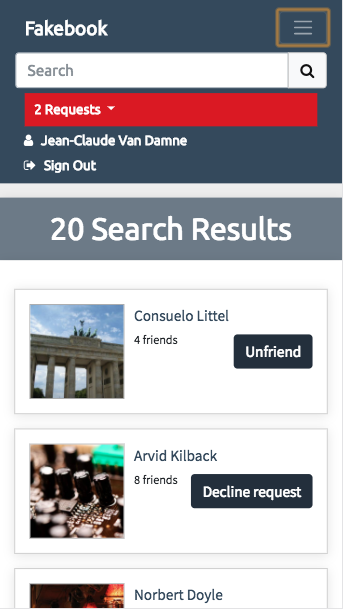 Fakebook
Search
2 Requests
Jean-Claude Van Damne
Sign Out
20 Search Results
Consuelo Littel
4 friends
Unfriend
Arvid Kilback
8 friends
Decline request
Norbert Doyle